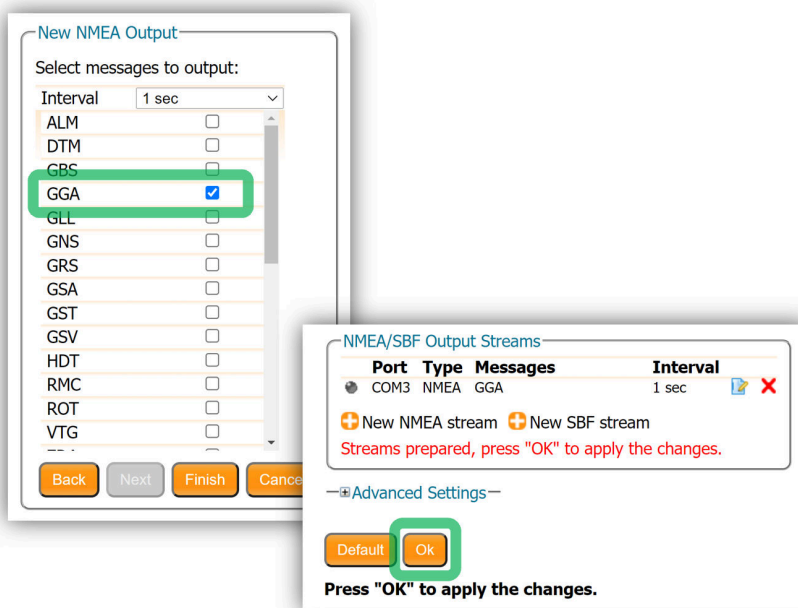 New NMEA Output
Select messages to output:
Interval 1 sec
ALM
DTM
GBS
GGA
GLL
GNS
GRS
GSA
GST
GSV
HDT
RMC
ROT
VTG
Back Next Finish Cance
NMEA/SBF Output Streams
Port Type Messages Interval
COM3 NMEA GGA 1 sec
New NMEA stream New SBF stream
Streams prepared, press "OK" to apply the changes.
Advanced Settings
Default Ok
Press "OK" to apply the changes.